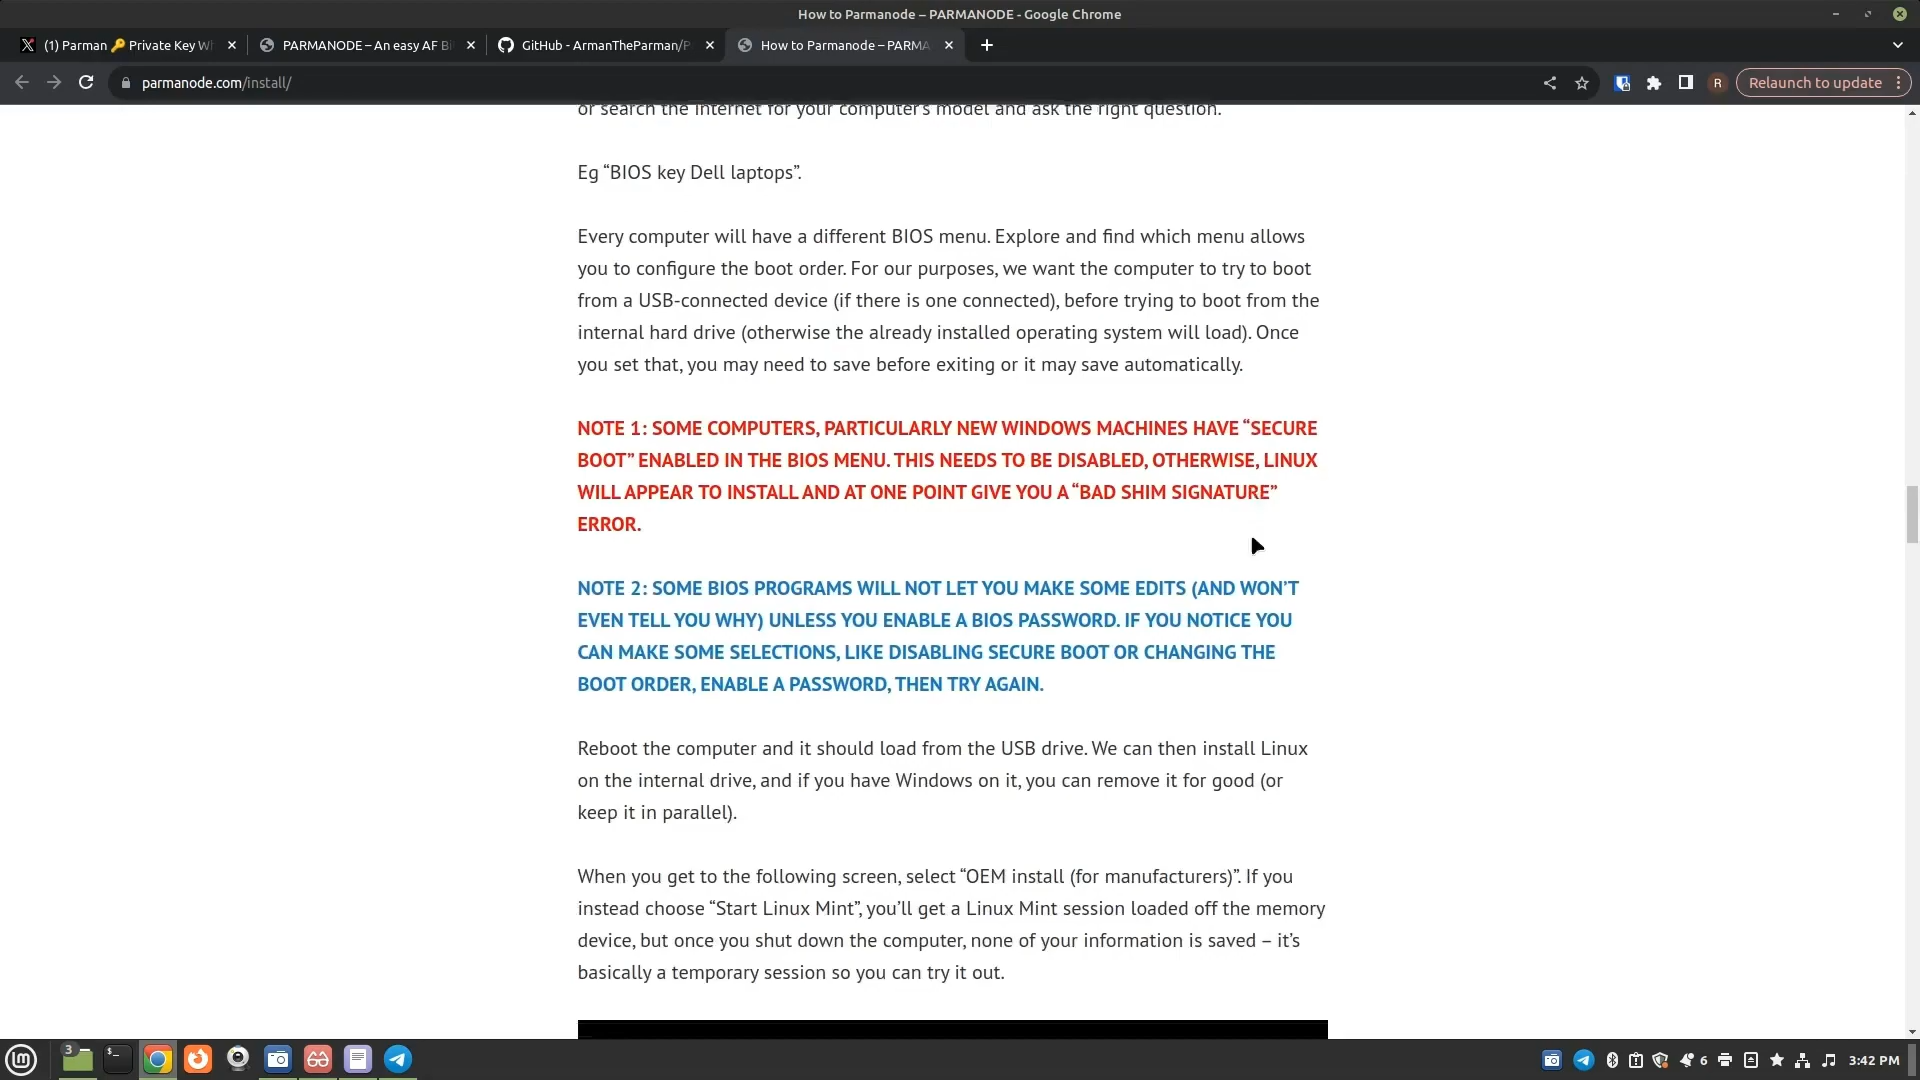 How to Parmanode – PARMANODE - Google Chrome
(1) Parman 🔑 Private Key W
PARMANODE – An easy AF Bi
GitHub - ArmanTheParman/P
How to Parmanode – PARMA
parmanode.com/install/
R
Relaunch to update
or search the internet for your computer's model and ask the right question.
Eg “BIOS key Dell laptops”.
Every computer will have a different BIOS menu. Explore and find which menu allows
you to configure the boot order. For our purposes, we want the computer to try to boot
from a USB-connected device (if there is one connected), before trying to boot from the
internal hard drive (otherwise the already installed operating system will load). Once
you set that, you may need to save before exiting or it may save automatically.
NOTE 1: SOME COMPUTERS, PARTICULARLY NEW WINDOWS MACHINES HAVE “SECURE
BOOT” ENABLED IN THE BIOS MENU. THIS NEEDS TO BE DISABLED, OTHERWISE, LINUX
WILL APPEAR TO INSTALL AND AT ONE POINT GIVE YOU A “BAD SHIM SIGNATURE”
ERROR.
NOTE 2: SOME BIOS PROGRAMS WILL NOT LET YOU MAKE SOME EDITS (AND WON’T
EVEN TELL YOU WHY) UNLESS YOU ENABLE A BIOS PASSWORD. IF YOU NOTICE YOU
CAN MAKE SOME SELECTIONS, LIKE DISABLING SECURE BOOT OR CHANGING THE
BOOT ORDER, ENABLE A PASSWORD, THEN TRY AGAIN.
Reboot the computer and it should load from the USB drive. We can then install Linux
on the internal drive, and if you have Windows on it, you can remove it for good (or
keep it in parallel).
When you get to the following screen, select “OEM install (for manufacturers)”. If you
instead choose “Start Linux Mint”, you’ll get a Linux Mint session loaded off the memory
device, but once you shut down the computer, none of your information is saved – it’s
basically a temporary session so you can try it out.
3
6
3:42 PM